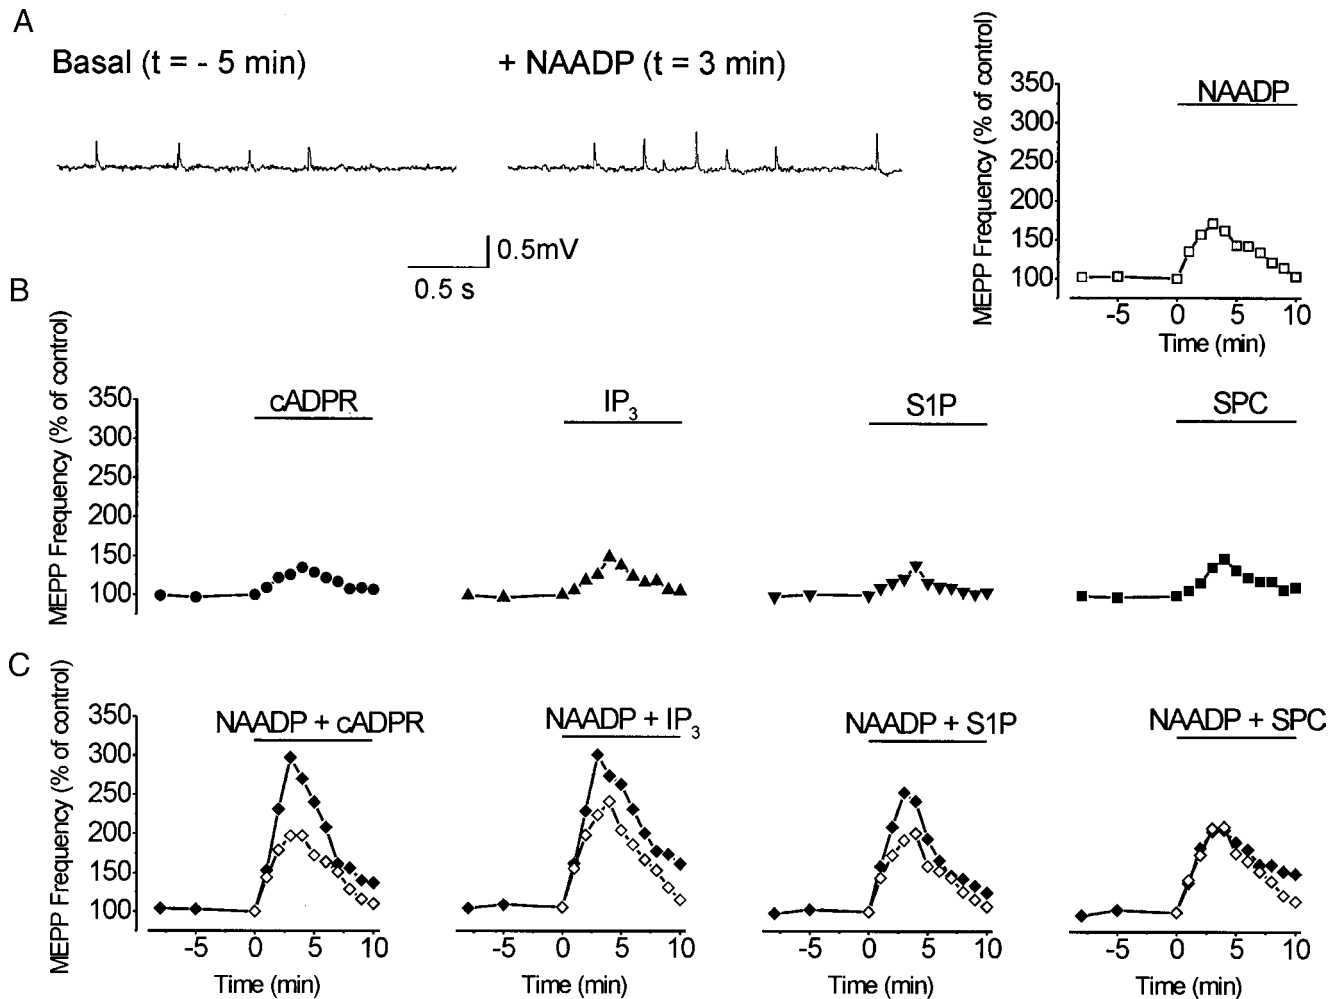 A
Basal (t = - 5 min)
+ NAADP (t = 3 min)
0.5mV
0.5 s
MEPP Frequency (% of control)
350
300
250
200
150
100
NAADP
-5 0 5 10
Time (min)
B
MEPP Frequency (% of control)
350
300
250
200
150
100
cADPR
IP3
S1P
SPC
C
MEPP Frequency (% of control)
350
300
250
200
150
100
NAADP + cADPR
NAADP + IP3
NAADP + S1P
NAADP + SPC
-5 0 5 10
-5 0 5 10
-5 0 5 10
-5 0 5 10
Time (min)
Time (min)
Time (min)
Time (min)